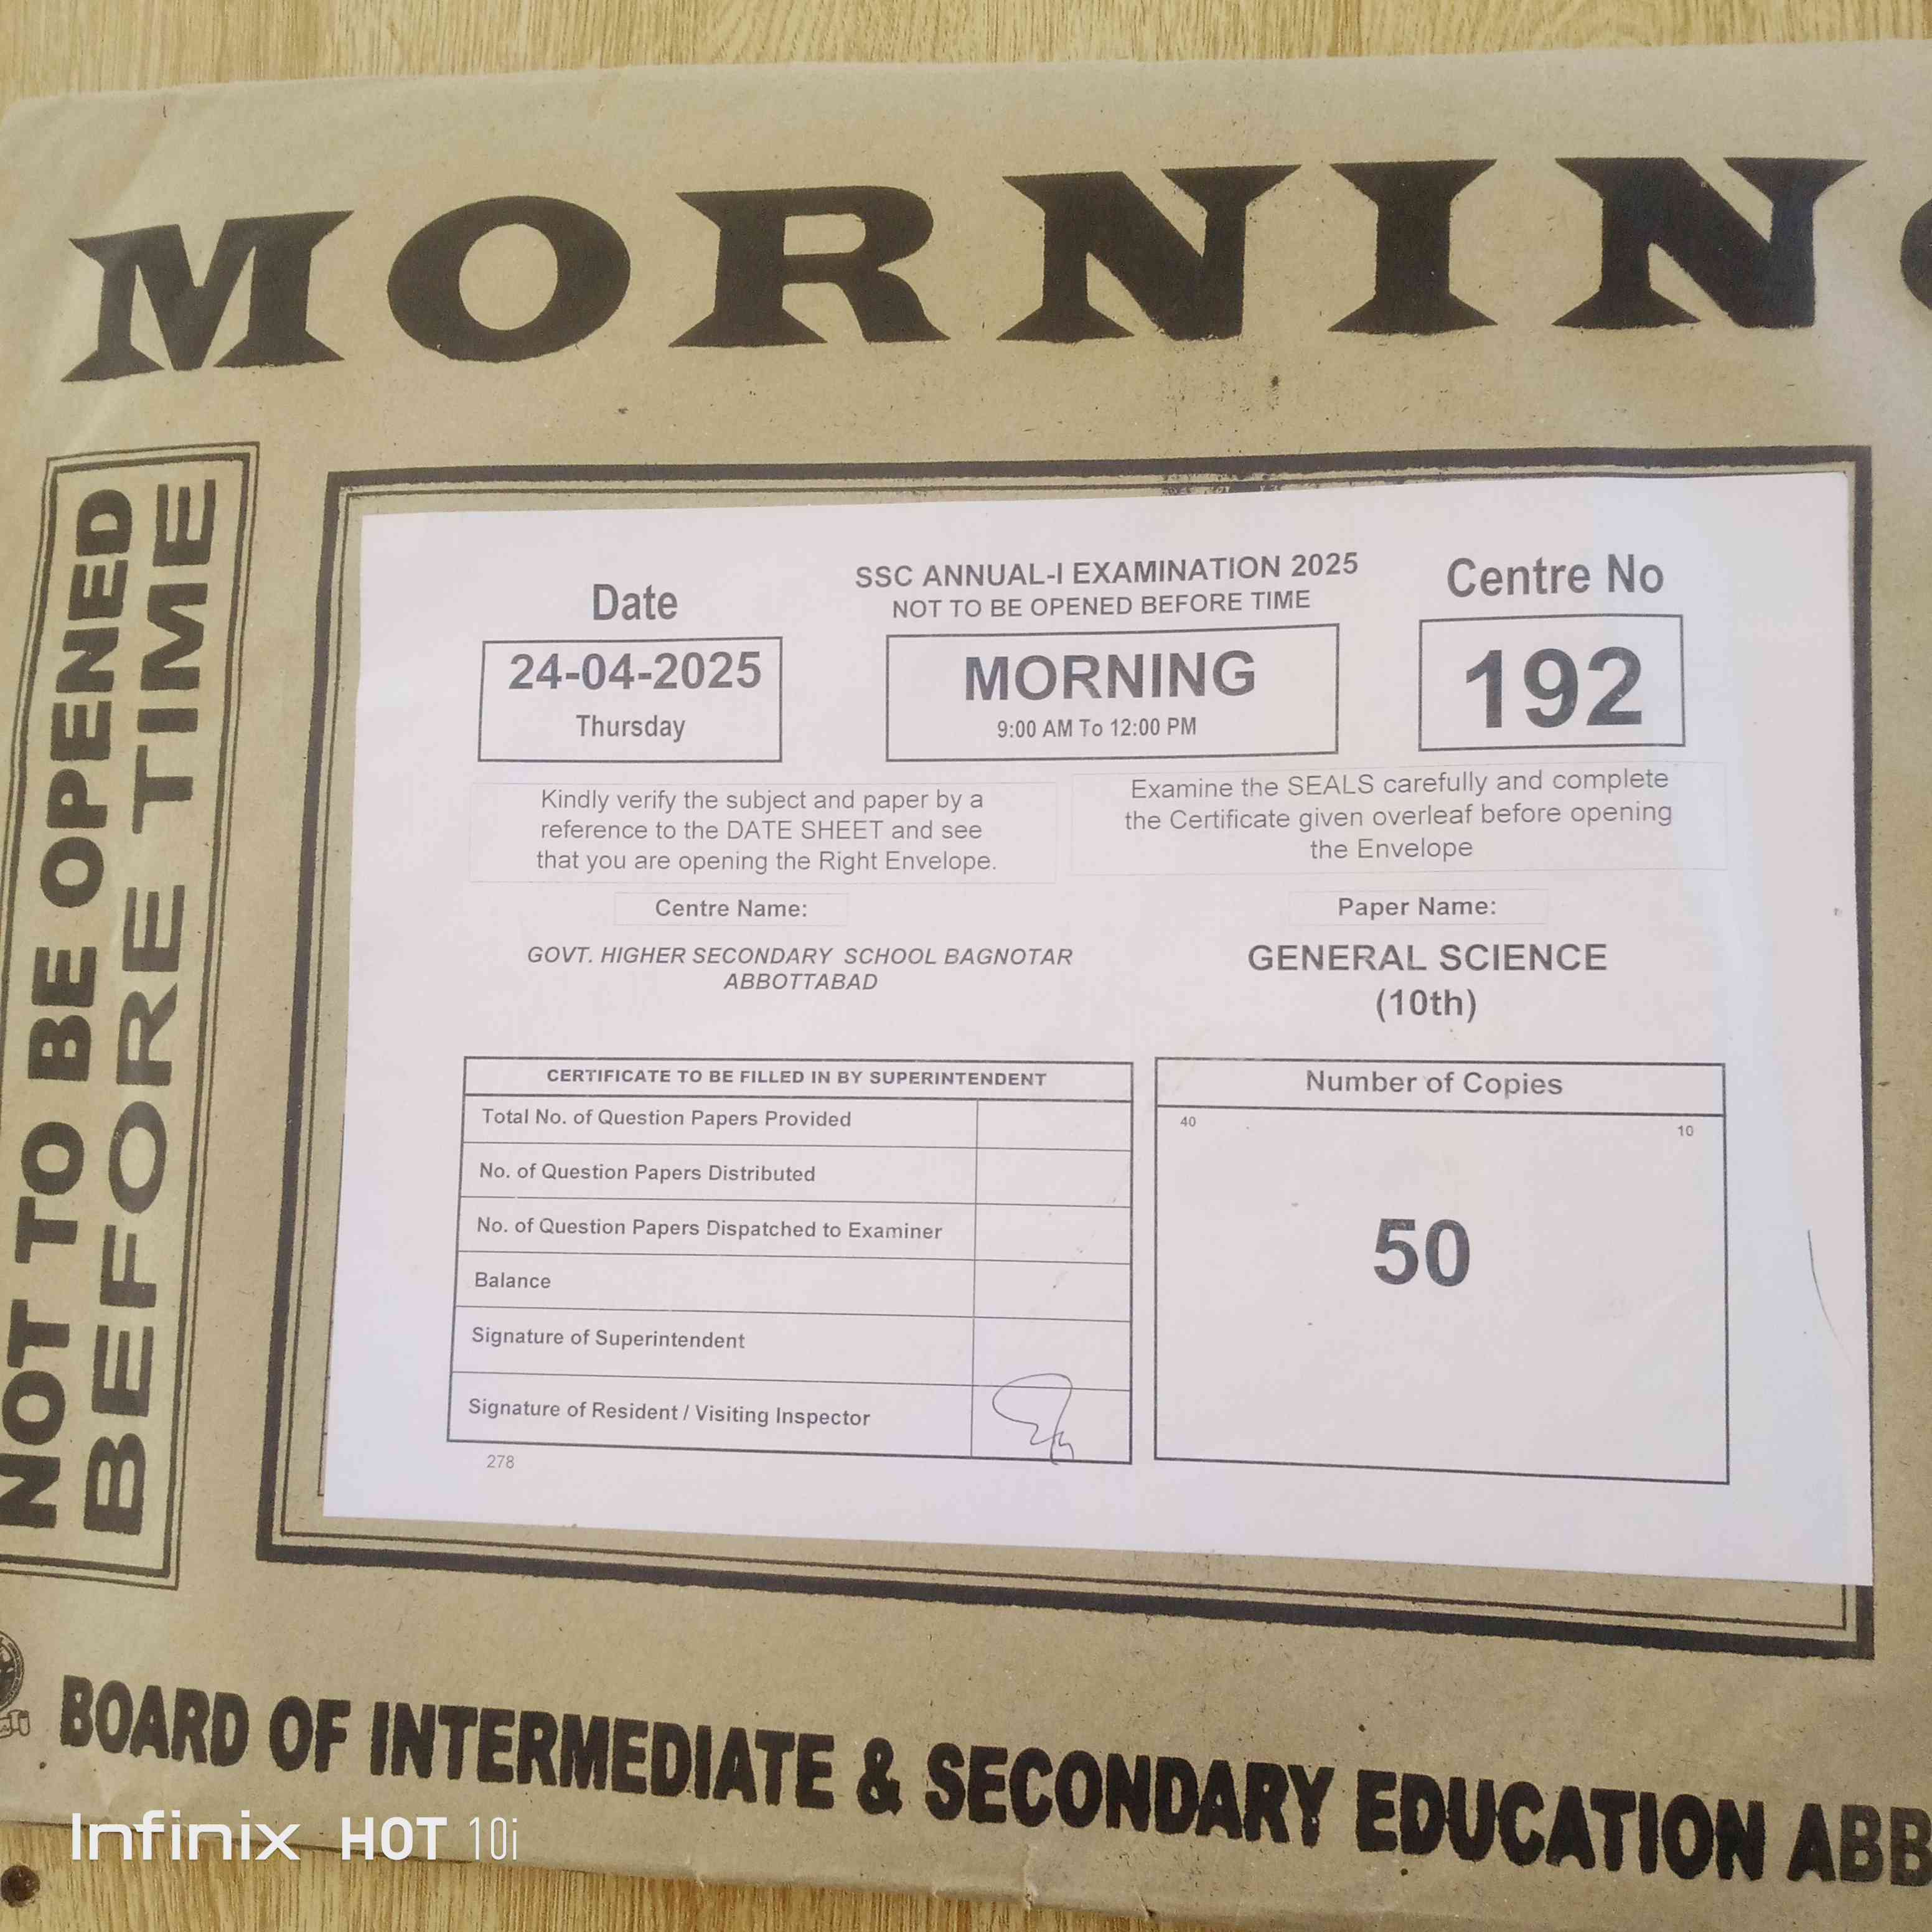 MORNING
NOT TO BE OPENED
BEFORE TIME
Date
24-04-2025
Thursday
SSC ANNUAL-I EXAMINATION 2025
NOT TO BE OPENED BEFORE TIME
MORNING
9:00 AM To 12:00 PM
Centre No
192
Kindly verify the subject and paper by a
reference to the DATE SHEET and see
that you are opening the Right Envelope.
Examine the SEALS carefully and complete
the Certificate given overleaf before opening
the Envelope
Centre Name:
GOVT. HIGHER SECONDARY SCHOOL BAGNOTAR
ABBOTTABAD
Paper Name:
GENERAL SCIENCE
(10th)
CERTIFICATE TO BE FILLED IN BY SUPERINTENDENT
Total No. of Question Papers Provided
No. of Question Papers Distributed
No. of Question Papers Dispatched to Examiner
Balance
Signature of Superintendent
Signature of Resident / Visiting Inspector
278
Number of Copies
40
10
50
BOARD OF INTERMEDIATE & SECONDARY EDUCATION ABB
Infinix HOT 10i